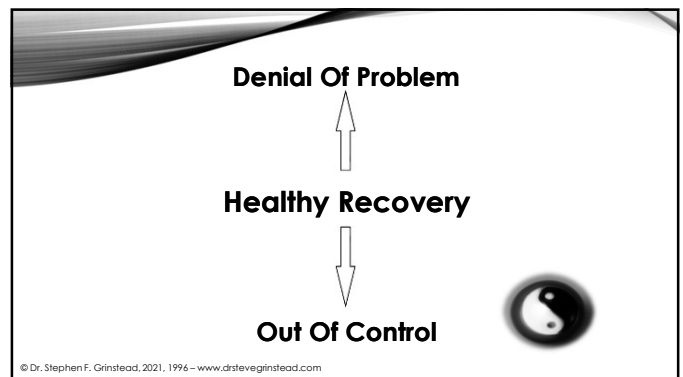 Denial Of Problem
Healthy Recovery
Out Of Control
© Dr. Stephen F. Grinstead, 2021, 1996 – www.drstevegrinstead.com